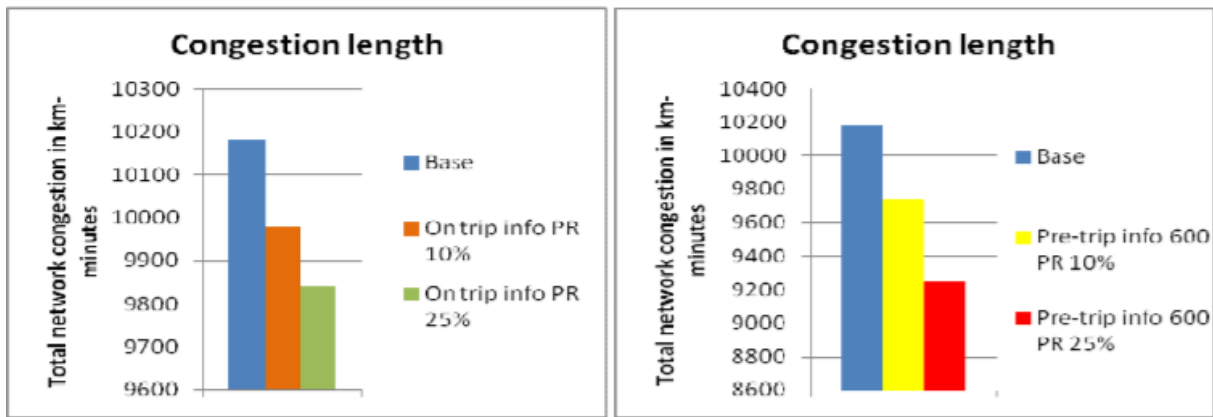 Congestion length
Total network congestion in km-
minutes
10300
10200
10100
10000
9900
9800
9700
9600
Base
On trip info PR
10%
On trip info PR
25%
Congestion length
Total network congestion in km-
minutes
10400
10200
10000
9800
9600
9400
9200
9000
8800
8600
Base
Pre-trip info 600
PR 10%
Pre-trip info 600
PR 25%